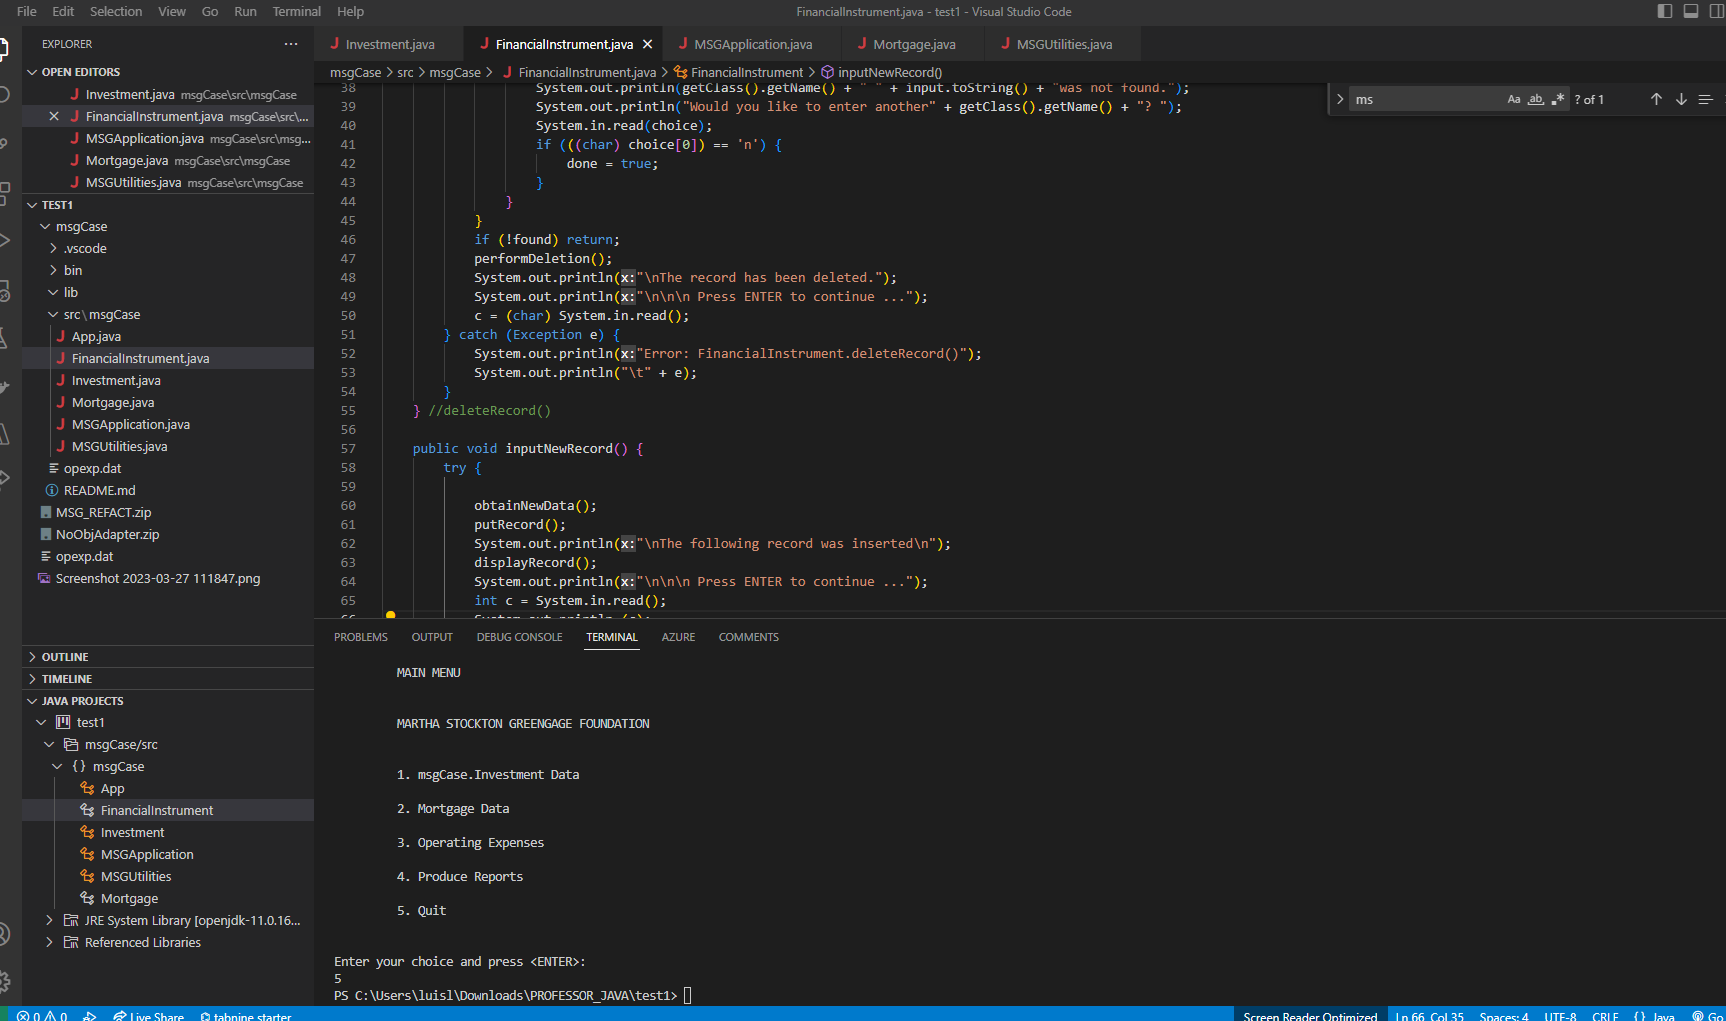 File Edit Selection View Go Run Terminal Help
FinancialInstrument.java - test1 - Visual Studio Code
EXPLORER
OPEN EDITORS
Investment.java msgCase\src\msgCase
FinancialInstrument.java msgCase\src\...
MSGApplication.java msgCase\src\msg...
Mortgage.java msgCase\src\msgCase
MSGUtilities.java msgCase\src\msgCase
TEST1
msgCase
.vscode
bin
lib
src\msgCase
App.java
FinancialInstrument.java
Investment.java
Mortgage.java
MSGApplication.java
MSGUtilities.java
opexp.dat
README.md
MSG_REFACT.zip
NoObjAdapter.zip
opexp.dat
Screenshot 2023-03-27 111847.png
OUTLINE
TIMELINE
JAVA PROJECTS
test1
msgCase/src
msgCase
App
FinancialInstrument
Investment
MSGApplication
MSGUtilities
Mortgage
JRE System Library [openjdk-11.0.16...
Referenced Libraries
Investment.java FinancialInstrument.java MSGApplication.java Mortgage.java MSGUtilities.java
msgCase > src > msgCase > FinancialInstrument.java > FinancialInstrument > inputNewRecord()
ms Aa ab ? of 1
38 System.out.println(getClass().getName() + " " + input.toString() + "was not found.");
39 System.out.println("Would you like to enter another" + getClass().getName() + "? ");
40 System.in.read(choice);
41 if (((char) choice[0]) == 'n') {
42 done = true;
43 }
44 }
45 }
46 if (!found) return;
47 performDeletion();
48 System.out.println(x:"\nThe record has been deleted.");
49 System.out.println(x:"\n\n\n Press ENTER to continue ...");
50 c = (char) System.in.read();
51 } catch (Exception e) {
52 System.out.println(x:"Error: FinancialInstrument.deleteRecord()");
53 System.out.println("\t" + e);
54 }
55 } //deleteRecord()
56
57 public void inputNewRecord() {
58 try {
59
60 obtainNewData();
61 putRecord();
62 System.out.println(x:"\nThe following record was inserted\n");
63 displayRecord();
64 System.out.println(x:"\n\n\n Press ENTER to continue ...");
65 int c = System.in.read();
PROBLEMS OUTPUT DEBUG CONSOLE TERMINAL AZURE COMMENTS
MAIN MENU
MARTHA STOCKTON GREENGAGE FOUNDATION
1. msgCase.Investment Data
2. Mortgage Data
3. Operating Expenses
4. Produce Reports
5. Quit
Enter your choice and press <ENTER>:
5
PS C:\Users\luisl\Downloads\PROFESSOR_JAVA\test1>
0 0 Live Share tabnine starter
Screen Reader Optimized Ln 66, Col 35 Spaces: 4 UTF-8 CRLF {} Java Go